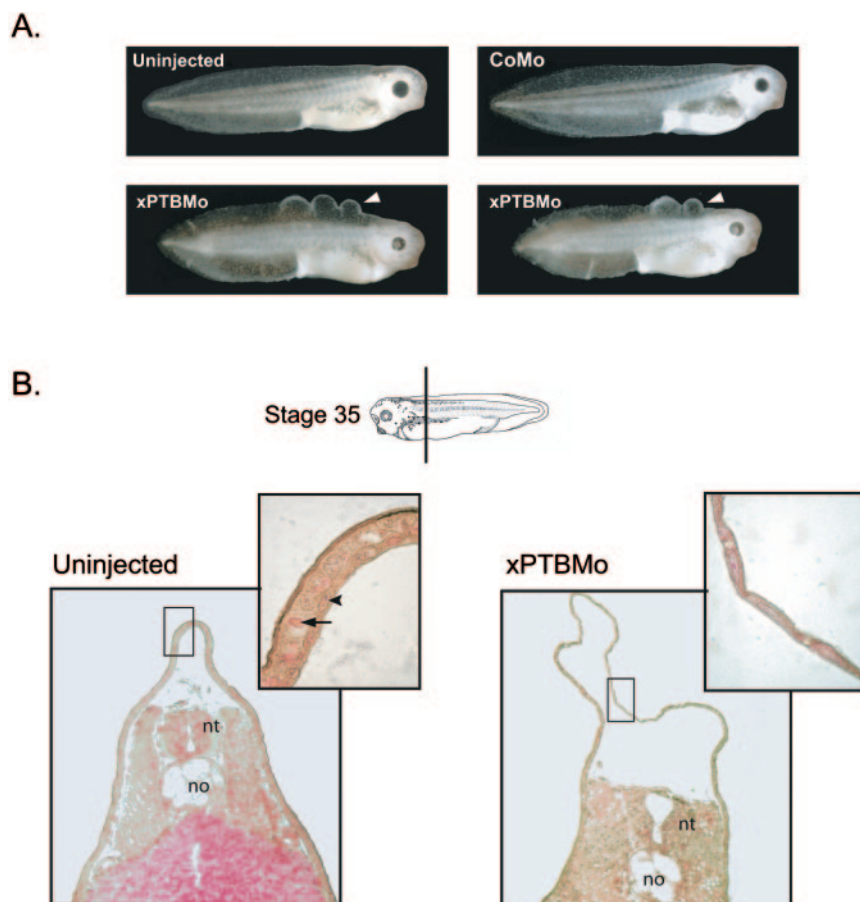 A.
Uninjected
CoMo
xPTBMo
xPTBMo
B.
Stage 35
Uninjected
xPTBMo
nt
no
nt
no